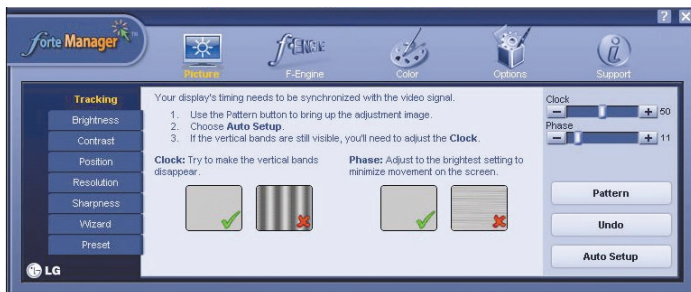 ? X
forte Manager™
Picture
F-Engine
F-Engine
Color
Options
Support
Tracking
Brightness
Contrast
Position
Resolution
Sharpness
Wizard
Preset
LG
Your display's timing needs to be synchronized with the video signal.
1. Use the Pattern button to bring up the adjustment image.
2. Choose Auto Setup.
3. If the vertical bands are still visible, you'll need to adjust the Clock.
Clock: Try to make the vertical bands
disappear.
Phase: Adjust to the brightest setting to
minimize movement on the screen.
Clock
- + 50
Phase
- + 11
Pattern
Undo
Auto Setup